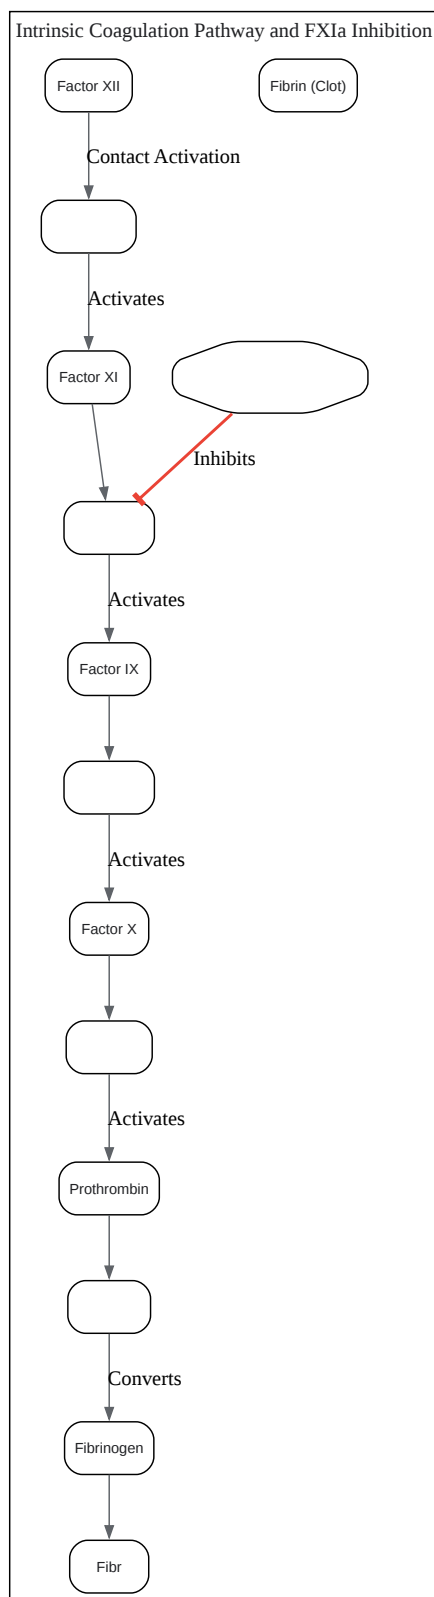 Intrinsic Coagulation Pathway and FXIa Inhibition
Factor XII
Fibrin (Clot)
Contact Activation
Activates
Factor XI
Inhibits
Activates
Factor IX
Activates
Factor X
Activates
Prothrombin
Converts
Fibrinogen
Fibr